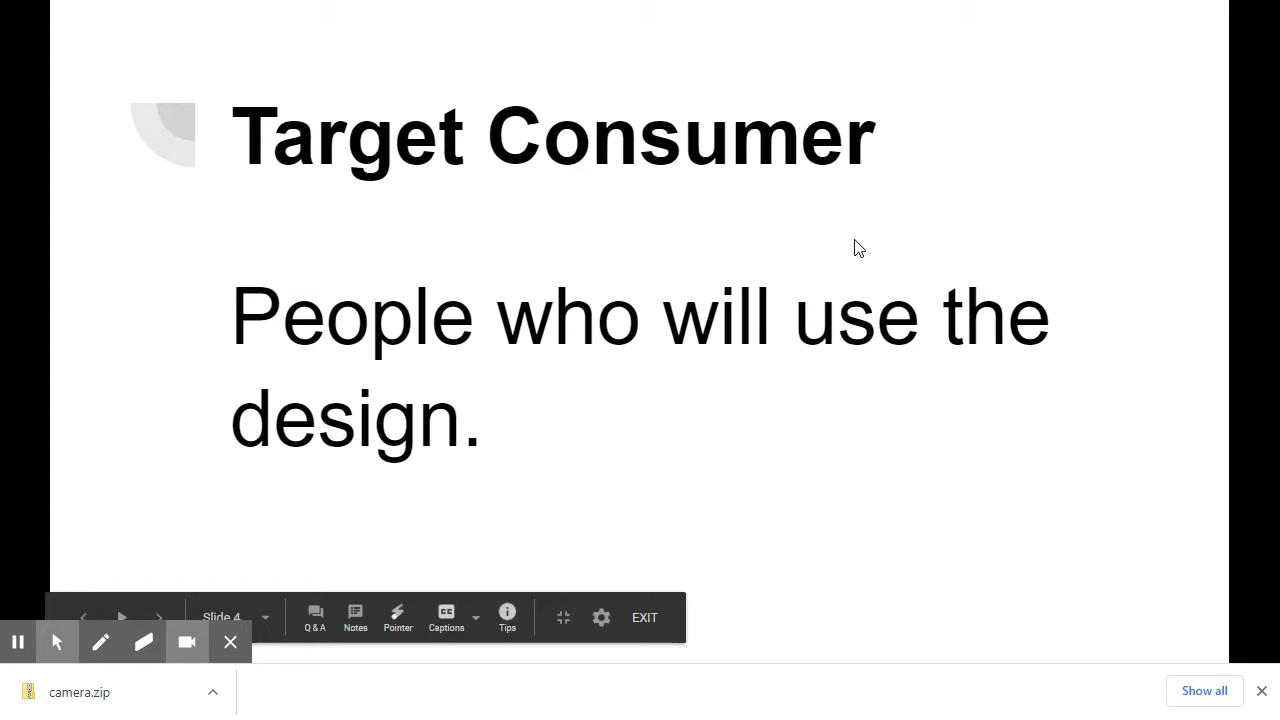 Target Consumer
People who will use the
design.
Slide 4
Q & A
Notes
Pointer
Captions
Tips
EXIT
camera.zip
Show all